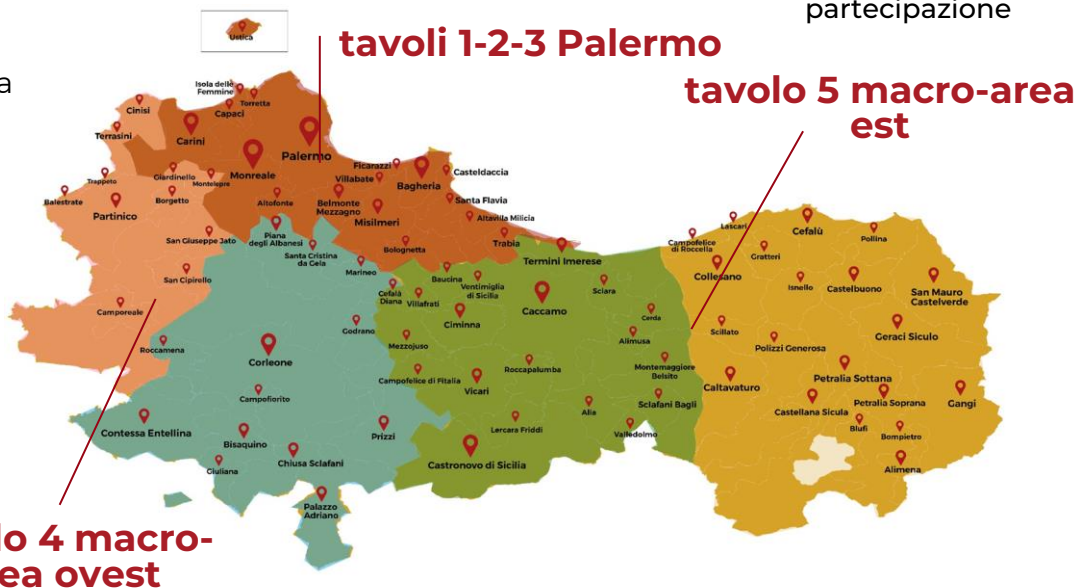 partecipazione
a
tavoli 1-2-3 Palermo
tavolo 5 macro-area
est
Ustica
Isola delle
Femmine
Torretta
Capaci
Cinisi
Terrasini
Carini
Palermo
Monreale
Ficarazzi
Villabate
Bagheria
Casteldaccia
Giardinello
Montelepre
Trappeto
Balestrate
Borgetto
Partinico
Altofonte
Belmonte
Mezzagno
Misilmeri
Santa Flavia
Altavilla Milicia
Trabia
San Giuseppe Jato
Piana
degli Albanesi
Santa Cristina
da Gela
Bolognetta
Marineo
Termini Imerese
Campofelice
di Roccella
Lascari
Cefalù
Pollina
Gratteri
Collesano
Isnello
Castelbuono
San Mauro
Castelverde
San Cipirello
Camporeale
Baucina
Ventimiglia
di Sicilia
Cefalà
Diana
Villafrati
Ciminna
Caccamo
Sciara
Cerda
Alimusa
Scillato
Polizzi Generosa
Geraci Siculo
Roccamena
Godrano
Mezzojuso
Corleone
Campofelice di Fitalia
Vicari
Roccapalumba
Montemaggiore
Belsito
Sclafani Bagli
Caltavaturo
Petralia Sottana
Castellana Sicula
Petralia Soprana
Gangi
Campofiorito
Contessa Entellina
Bisaquino
Prizzi
Lercara Friddi
Alia
Valledolmo
Blufi
Bompietro
Giuliana
Chiusa Sclafani
Castronovo di Sicilia
Alimena
Palazzo
Adriano
lo 4 macro-
ea ovest